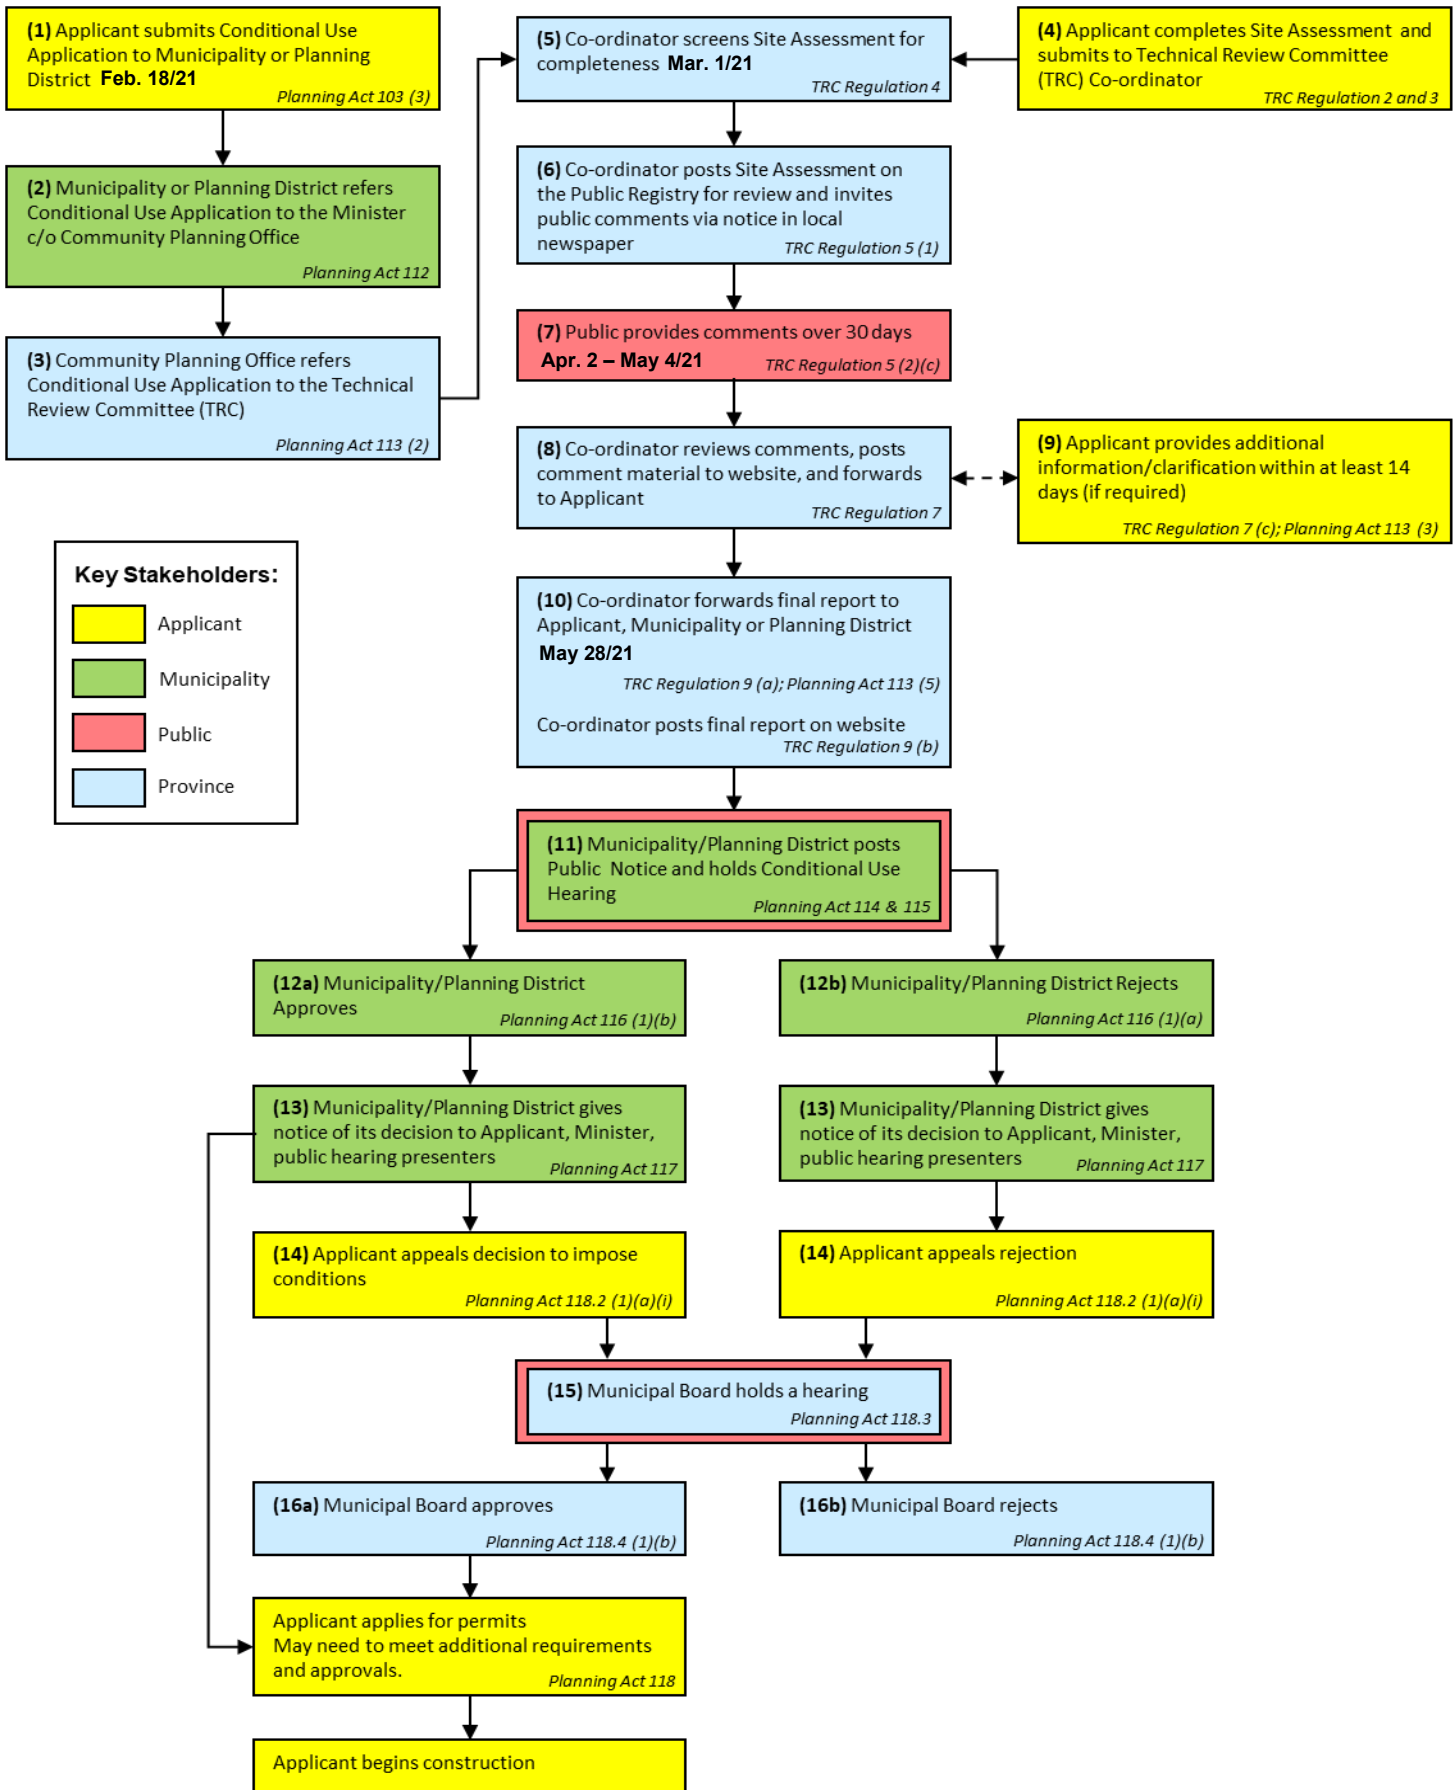 (1) Applicant submits Conditional Use
Application to Municipality or Planning
District Feb. 18/21
Planning Act 103 (3)
(2) Municipality or Planning District refers
Conditional Use Application to the Minister
c/o Community Planning Office
Planning Act 112
(3) Community Planning Office refers
Conditional Use Application to the Technical
Review Committee (TRC)
Planning Act 113 (2)
(4) Applicant completes Site Assessment and
submits to Technical Review Committee
(TRC) Co-ordinator
TRC Regulation 2 and 3
(5) Co-ordinator screens Site Assessment for
completeness Mar. 1/21
TRC Regulation 4
(6) Co-ordinator posts Site Assessment on
the Public Registry for review and invites
public comments via notice in local
newspaper
TRC Regulation 5 (1)
(7) Public provides comments over 30 days
Apr. 2 – May 4/21
TRC Regulation 5 (2)(c)
(8) Co-ordinator reviews comments, posts
comment material to website, and forwards
to Applicant
TRC Regulation 7
(9) Applicant provides additional
information/clarification within at least 14
days (if required)
TRC Regulation 7 (c); Planning Act 113 (3)
Key Stakeholders:
Applicant
Municipality
Public
Province
(10) Co-ordinator forwards final report to
Applicant, Municipality or Planning District
May 28/21
TRC Regulation 9 (a); Planning Act 113 (5)
Co-ordinator posts final report on website
TRC Regulation 9 (b)
(11) Municipality/Planning District posts
Public Notice and holds Conditional Use
Hearing
Planning Act 114 & 115
(12a) Municipality/Planning District
Approves
Planning Act 116 (1)(b)
(12b) Municipality/Planning District Rejects
Planning Act 116 (1)(a)
(13) Municipality/Planning District gives
notice of its decision to Applicant, Minister,
public hearing presenters
Planning Act 117
(13) Municipality/Planning District gives
notice of its decision to Applicant, Minister,
public hearing presenters
Planning Act 117
(14) Applicant appeals decision to impose
conditions
Planning Act 118.2 (1)(a)(i)
(14) Applicant appeals rejection
Planning Act 118.2 (1)(a)(i)
(15) Municipal Board holds a hearing
Planning Act 118.3
(16a) Municipal Board approves
Planning Act 118.4 (1)(b)
(16b) Municipal Board rejects
Planning Act 118.4 (1)(b)
Applicant applies for permits
May need to meet additional requirements
and approvals.
Planning Act 118
Applicant begins construction